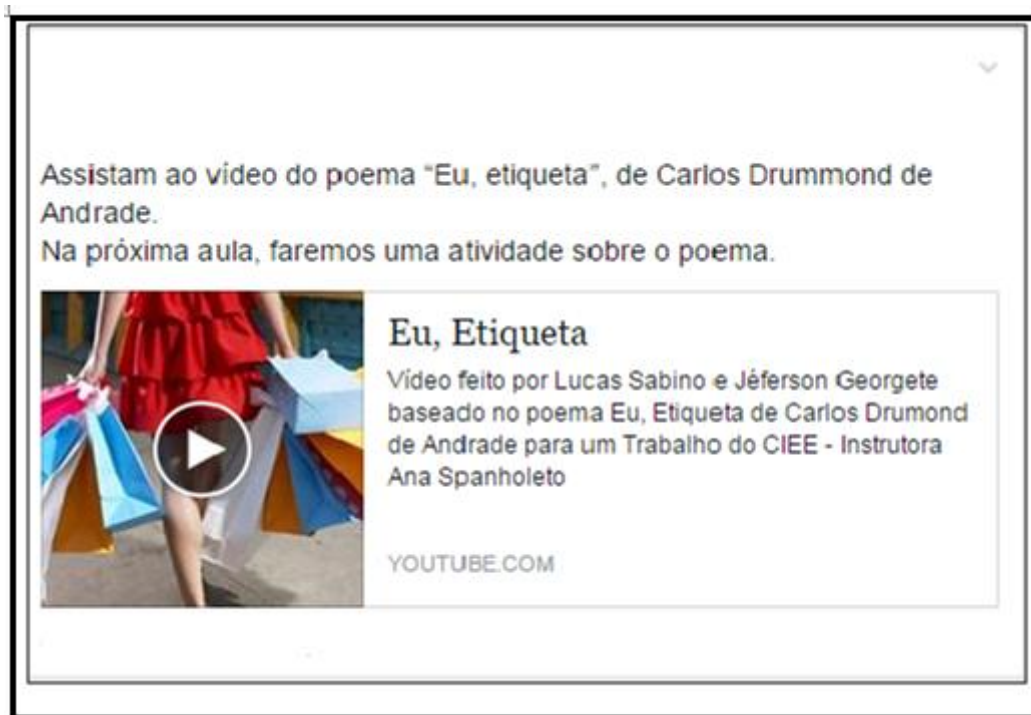 Assistam ao vídeo do poema "Eu, etiqueta", de Carlos Drummond de
Andrade.
Na próxima aula, faremos uma atividade sobre o poema.
Eu, Etiqueta
Vídeo feito por Lucas Sabino e Jéferson Georgete
baseado no poema Eu, Etiqueta de Carlos Drumond
de Andrade para um Trabalho do CIEE - Instrutora
Ana Spanholeto
YOUTUBE.COM